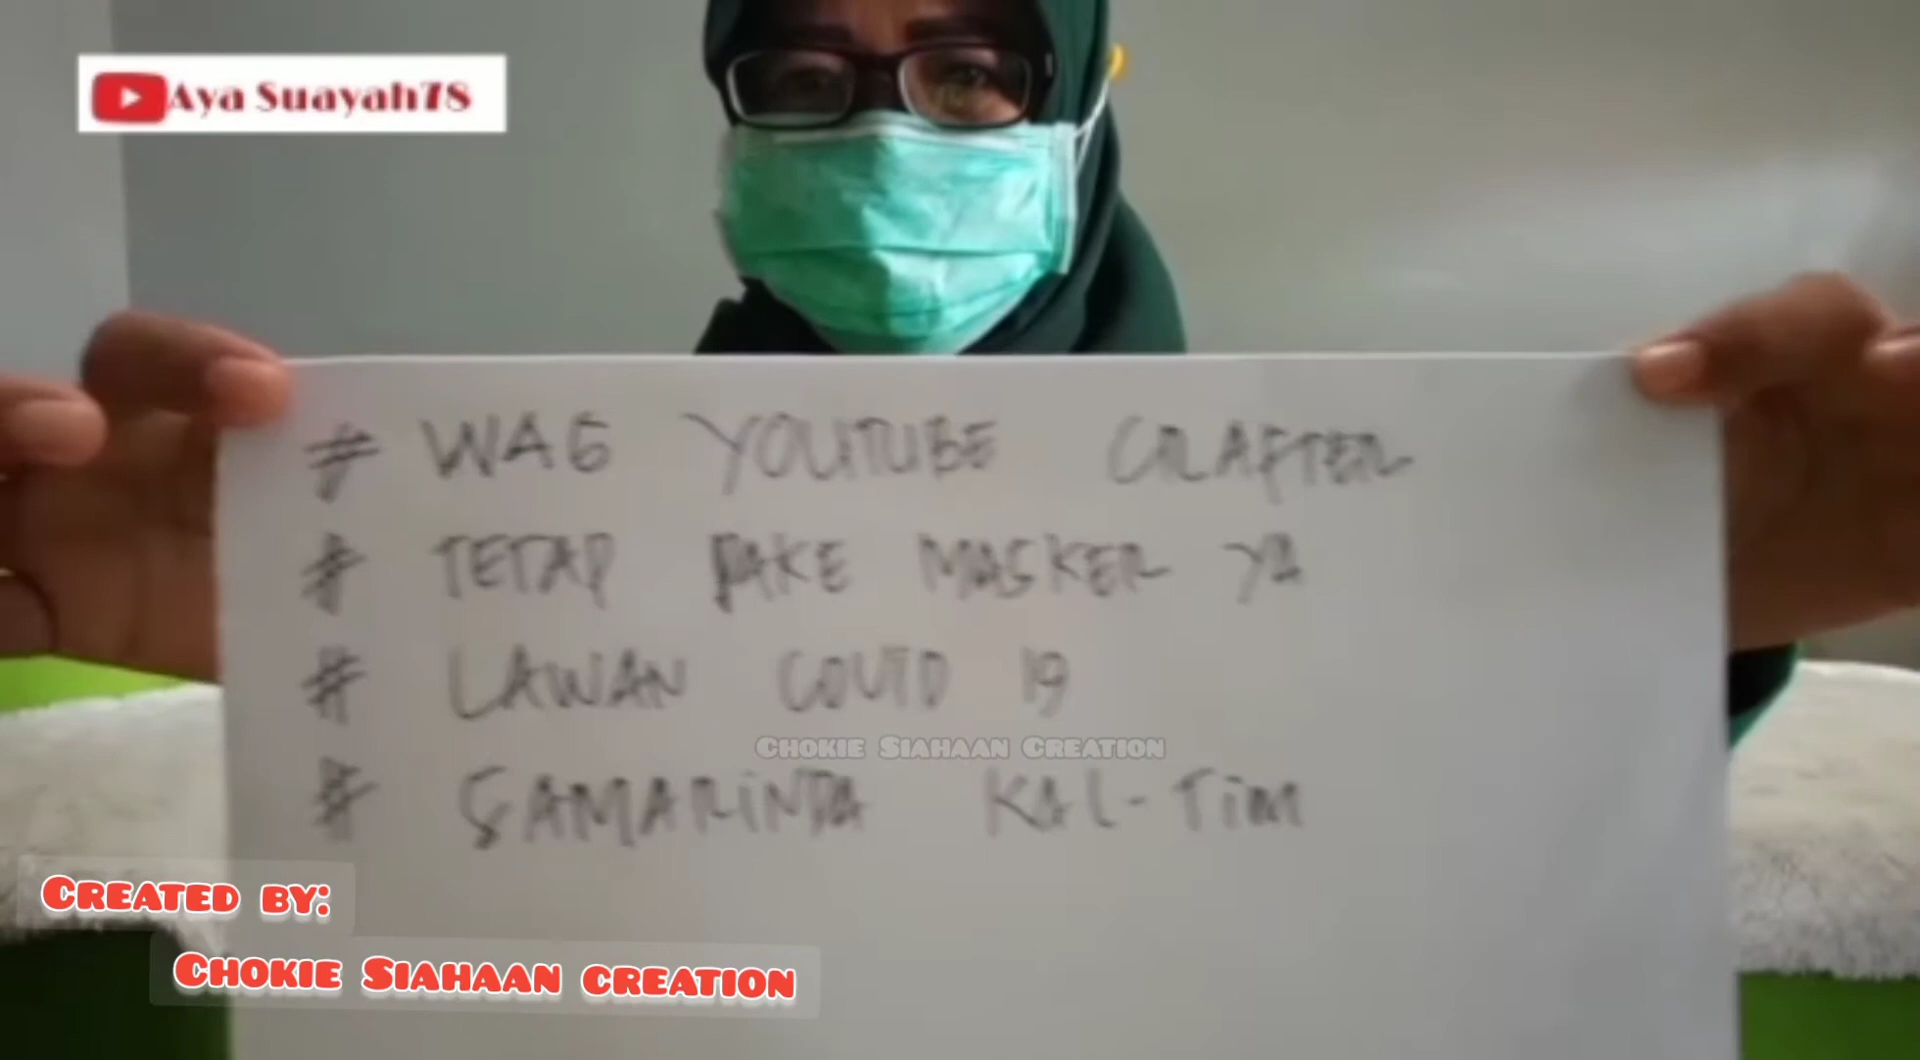 Aya Suayah78
# WAG YOUTUBE CRAFTER
# TETAP PAKE MASKER YA
# LAWAN COVID 19
CHOKIE SIAHAAN CREATION
# SAMARiNDA KAL-TiM
CREATED BY:
CHOKIE SIAHAAN CREATION